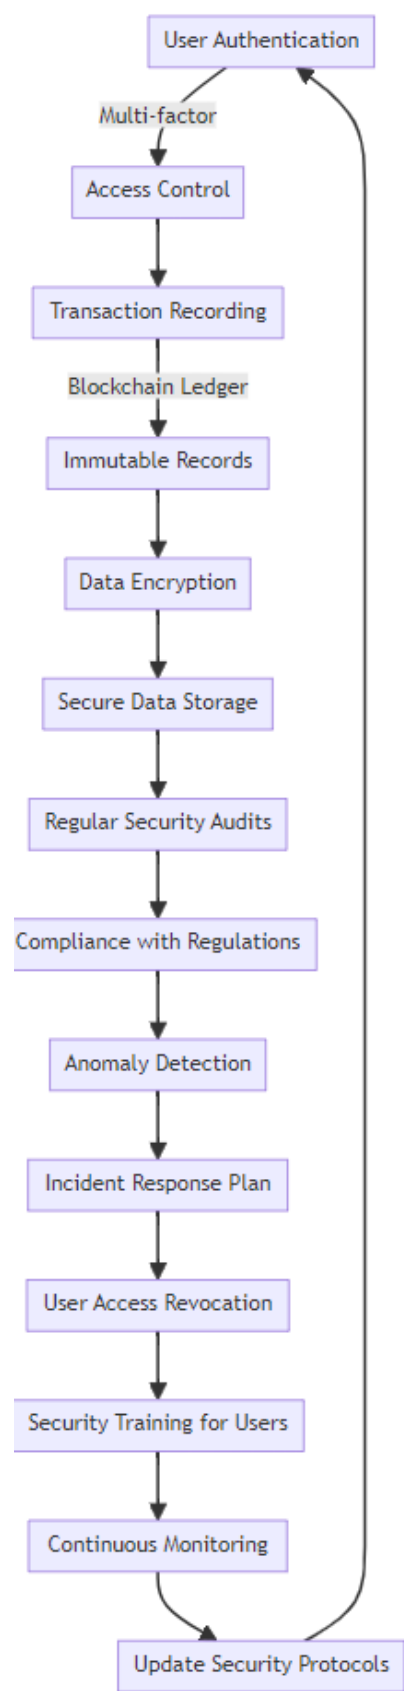 User Authentication
Multi-factor
Access Control
Transaction Recording
Blockchain Ledger
Immutable Records
Data Encryption
Secure Data Storage
Regular Security Audits
Compliance with Regulations
Anomaly Detection
Incident Response Plan
User Access Revocation
Security Training for Users
Continuous Monitoring
Update Security Protocols